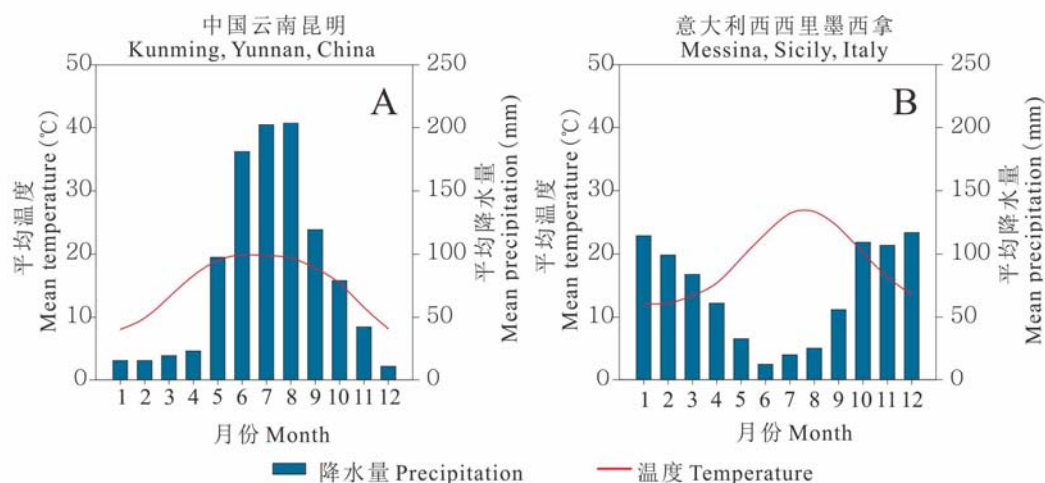 中国云南昆明
Kunming, Yunnan, China
A
50
40
30
20
10
0
平均温度
Mean temperature (℃)
250
200
150
100
50
0
平均降水量
Mean precipitation (mm)
1 2 3 4 5 6 7 8 9 10 11 12
月份 Month
意大利西西里墨西拿
Messina, Sicily, Italy
B
50
40
30
20
10
0
平均温度
Mean temperature (℃)
250
200
150
100
50
0
平均降水量
Mean precipitation (mm)
1 2 3 4 5 6 7 8 9 10 11 12
月份 Month
降水量 Precipitation
温度 Temperature